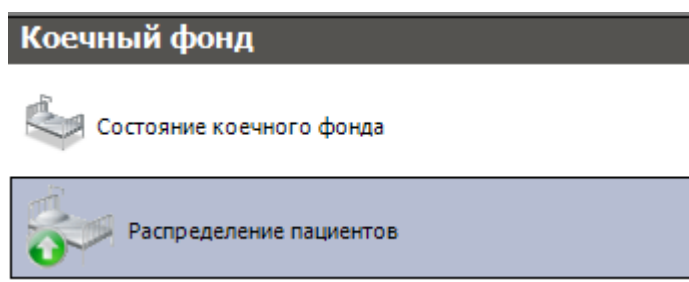 Коечный фонд
Состояние коечного фонда
Распределение пациентов